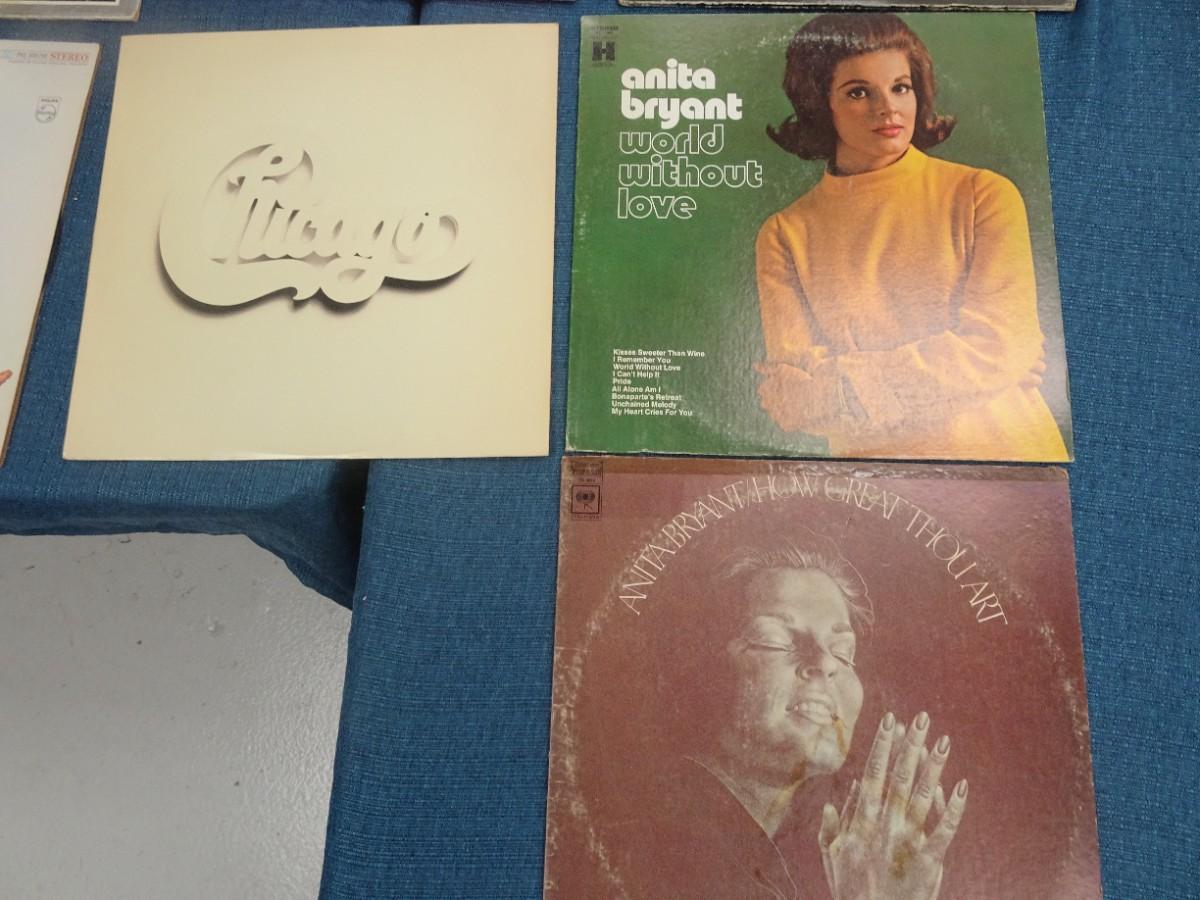 STEREO
PHILIPS
Chicago
H
anita
bryant
world
without
love
Kisses Sweeter Than Wine
I Remember You
World Without Love
I Can't Help It
Pride
All Alone Am I
Bonaparte's Retreat
Unchained Melody
My Heart Cries For You
ANITA BRYANT/HOW GREAT THOU ART